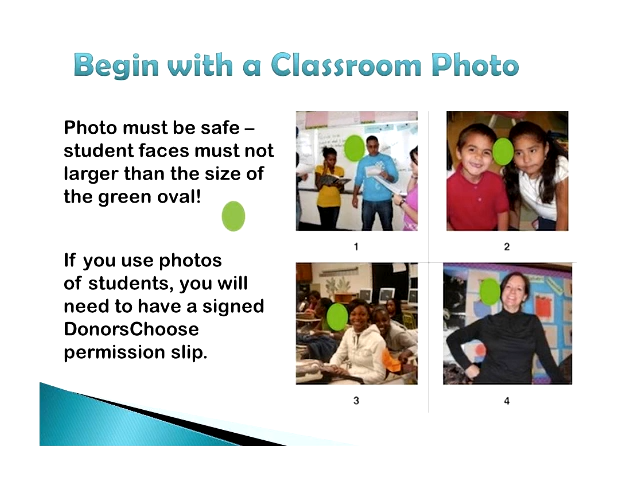 Begin with a Classroom Photo
Photo must be safe –
student faces must not
larger than the size of
the green oval!
If you use photos
of students, you will
need to have a signed
DonorsChoose
permission slip.
1
2
3
4